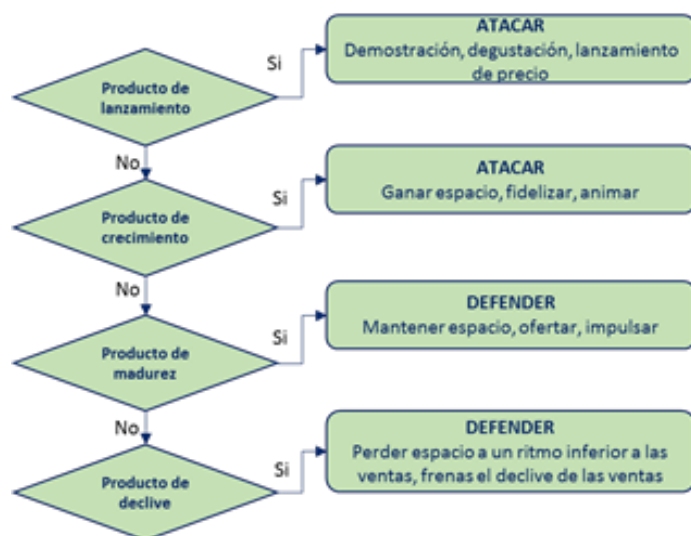 ATACAR
Demostración, degustación, lanzamiento
de precio
Si
Producto de
lanzamiento
No
ATACAR
Ganar espacio, fidelizar, animar
Si
Producto de
crecimiento
No
DEFENDER
Mantener espacio, ofertar, impulsar
Si
Producto de
madurez
No
DEFENDER
Perder espacio a un ritmo inferior a las
ventas, frenas el declive de las ventas
Si
Producto de
declive